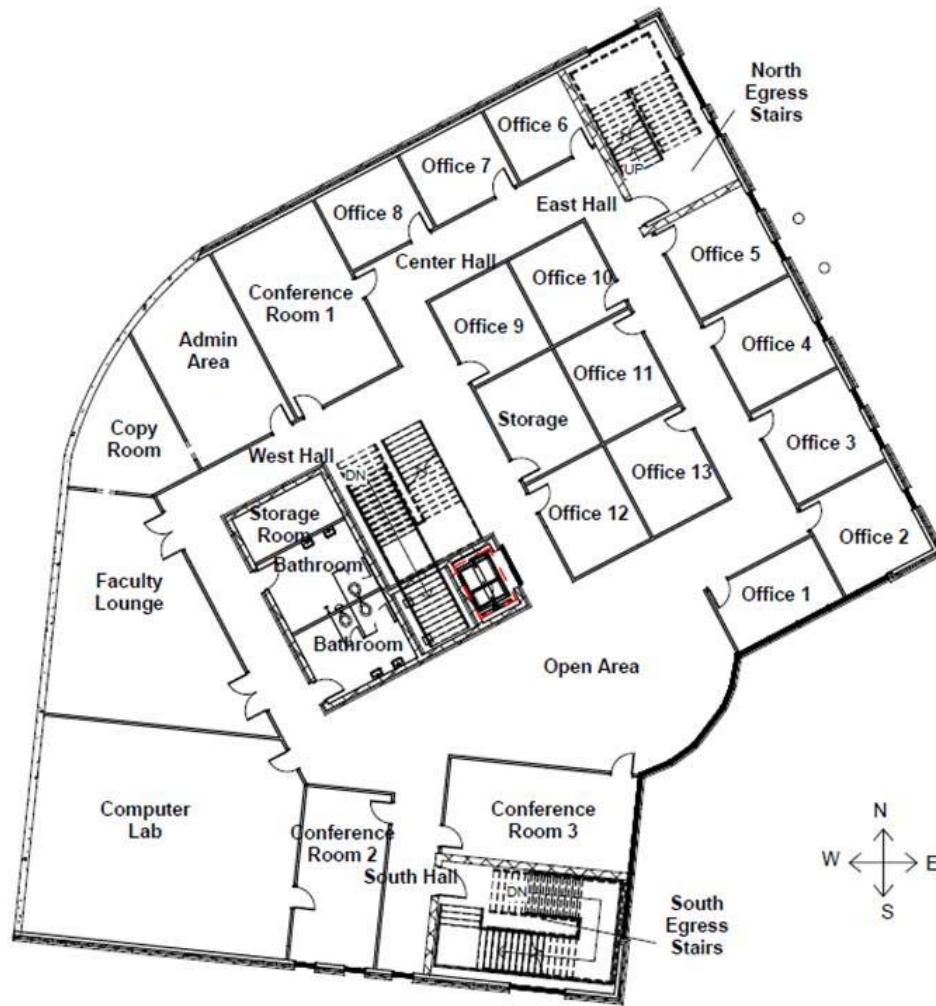 North
Egress
Stairs
Office 6
Office 7
UP
Office 8
East Hall
Office 5
Center Hall
Office 10
Conference
Room 1
Office 9
Admin
Area
Office 4
Office 11
Copy
Room
Storage
Office 3
West Hall
DN
Office 13
Storage
Room
Office 12
Office 2
Bathroom
Faculty
Lounge
Office 1
Bathroom
Open Area
Computer
Lab
Conference
Room 2
Conference
Room 3
N
W
E
S
South Hall
DN
South
Egress
Stairs